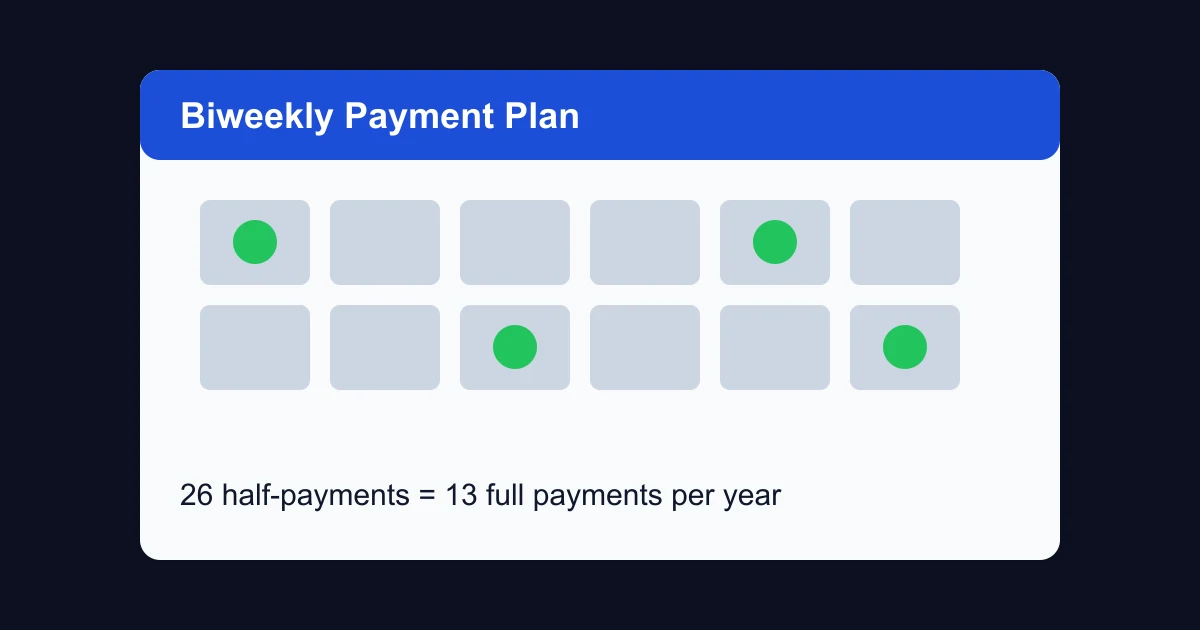 Biweekly Payment Plan
26 half-payments = 13 full payments per year